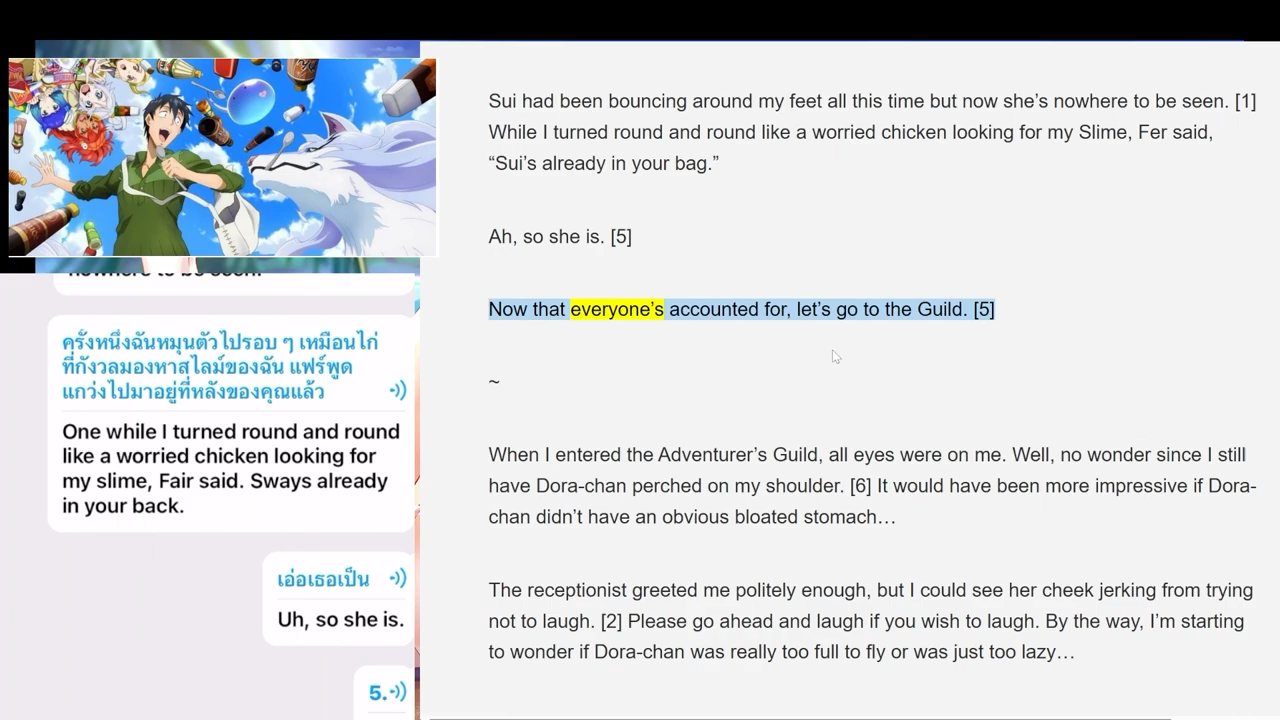 Sui had been bouncing around my feet all this time but now she’s nowhere to be seen. [1]
While I turned round and round like a worried chicken looking for my Slime, Fer said,
“Sui’s already in your bag.”
Ah, so she is. [5]
Now that everyone’s accounted for, let’s go to the Guild. [5]
~
When I entered the Adventurer’s Guild, all eyes were on me. Well, no wonder since I still
have Dora-chan perched on my shoulder. [6] It would have been more impressive if Dora-
chan didn’t have an obvious bloated stomach…
The receptionist greeted me politely enough, but I could see her cheek jerking from trying
not to laugh. [2] Please go ahead and laugh if you wish to laugh. By the way, I’m starting
to wonder if Dora-chan was really too full to fly or was just too lazy…
nowhere to be seen.
ครั้งหนึ่งฉันหมุนตัวไปรอบ ๆ เหมือนไก่
ที่กังวลมองหาสไลม์ของฉัน แฟร์พูด
แกว่งไปมาอยู่ที่หลังของคุณแล้ว
One while I turned round and round
like a worried chicken looking for
my slime, Fair said. Sways already
in your back.
เอ่อเธอเป็น
Uh, so she is.
5.